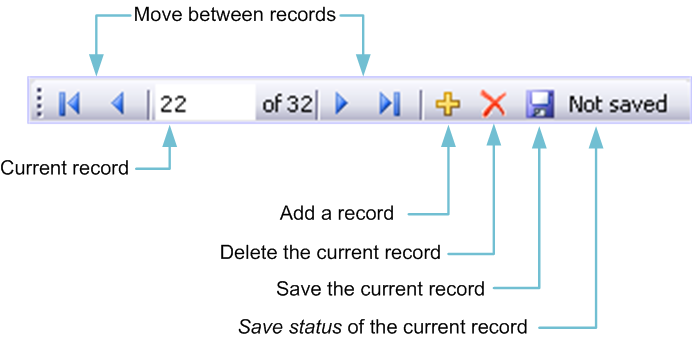 Move between records
22 of 32 Not saved
Current record
Add a record
Delete the current record
Save the current record
Save status of the current record